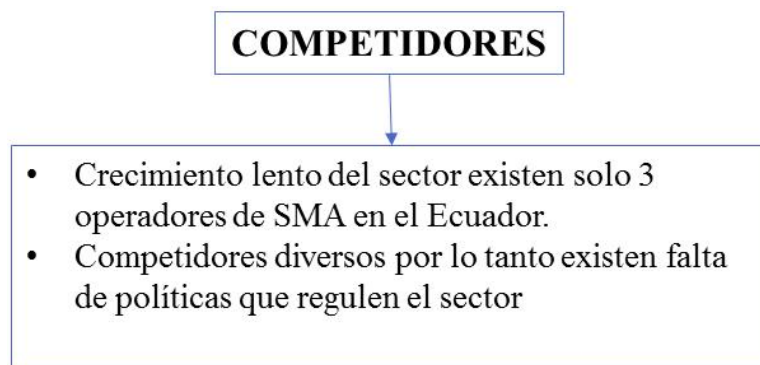 COMPETIDORES
• Crecimiento lento del sector existen solo 3
operadores de SMA en el Ecuador.
• Competidores diversos por lo tanto existen falta
de políticas que regulen el sector